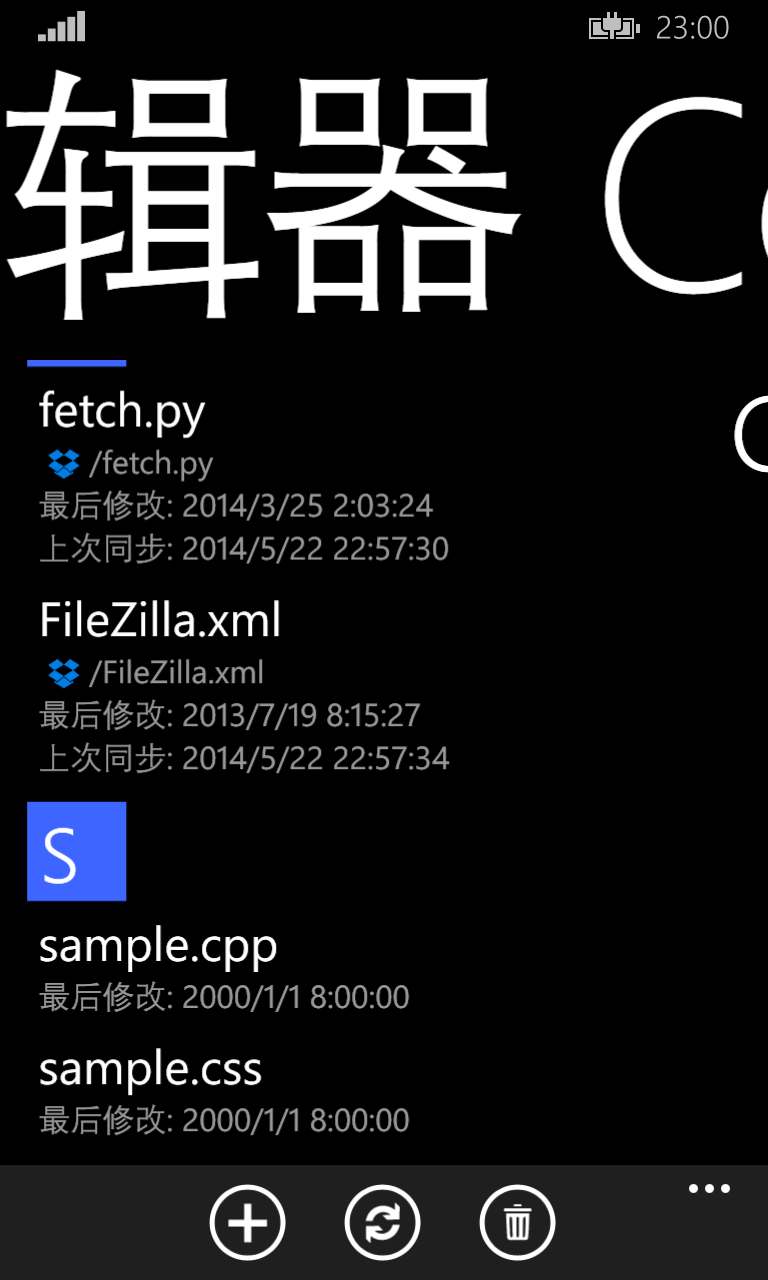 23:00
辑器 C
fetch.py
/fetch.py
最后修改: 2014/3/25 2:03:24
上次同步: 2014/5/22 22:57:30
FileZilla.xml
/FileZilla.xml
最后修改: 2013/7/19 8:15:27
上次同步: 2014/5/22 22:57:34
S
sample.cpp
最后修改: 2000/1/1 8:00:00
sample.css
最后修改: 2000/1/1 8:00:00